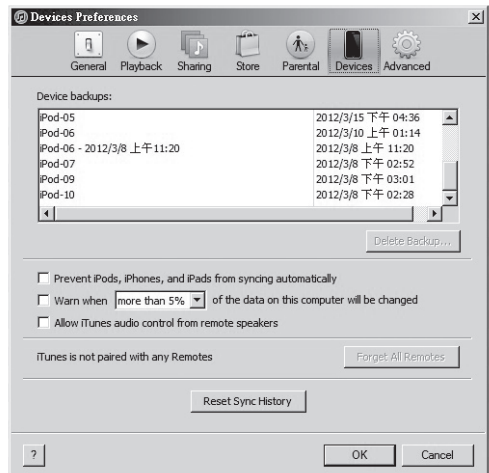 Devices Preferences
General Playback Sharing Store Parental Devices Advanced
Device backups:
iPod-05 2012/3/15 下午 04:36
iPod-06 2012/3/10 上午 01:14
iPod-06 - 2012/3/8 上午11:20 2012/3/8 上午 11:20
iPod-07 2012/3/8 下午 02:52
iPod-09 2012/3/8 下午 03:01
iPod-10 2012/3/8 下午 02:28
Delete Backup...
Prevent iPods, iPhones, and iPads from syncing automatically
Warn when more than 5% of the data on this computer will be changed
Allow iTunes audio control from remote speakers
iTunes is not paired with any Remotes Forget All Remotes
Reset Sync History
? OK Cancel